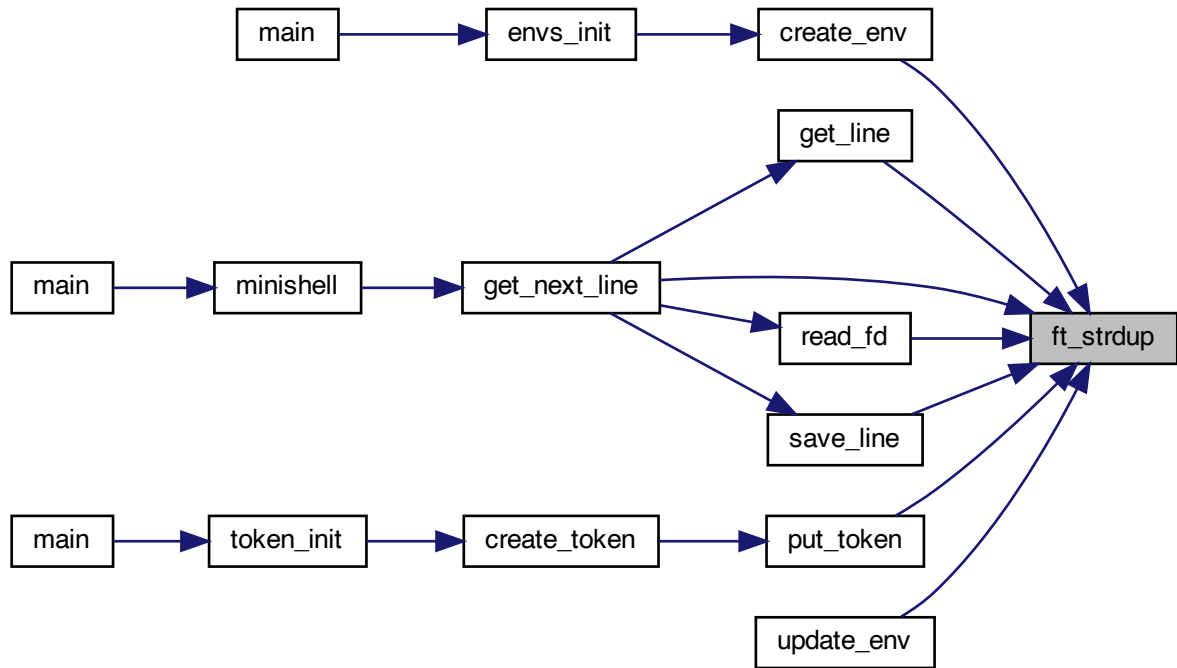 main
envs_init
create_env
get_line
main
minishell
get_next_line
read_fd
ft_strdup
save_line
main
token_init
create_token
put_token
update_env